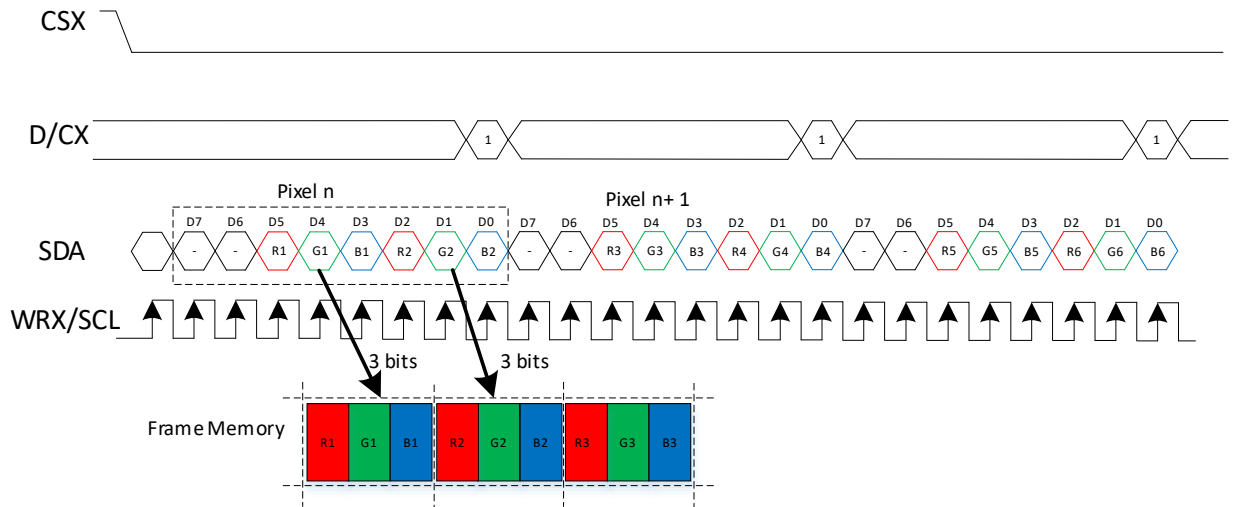 CSX
D/CX 1 1 1
Pixel n Pixel n+ 1
D7 D6 D5 D4 D3 D2 D1 D0 D7 D6 D5 D4 D3 D2 D1 D0 D7 D6 D5 D4 D3 D2 D1 D0
SDA - - R1 G1 B1 R2 G2 B2 - - R3 G3 B3 R4 G4 B4 - - R5 G5 B5 R6 G6 B6
WRX/SCL
3 bits 3 bits
Frame Memory R1 G1 B1 R2 G2 B2 R3 G3 B3